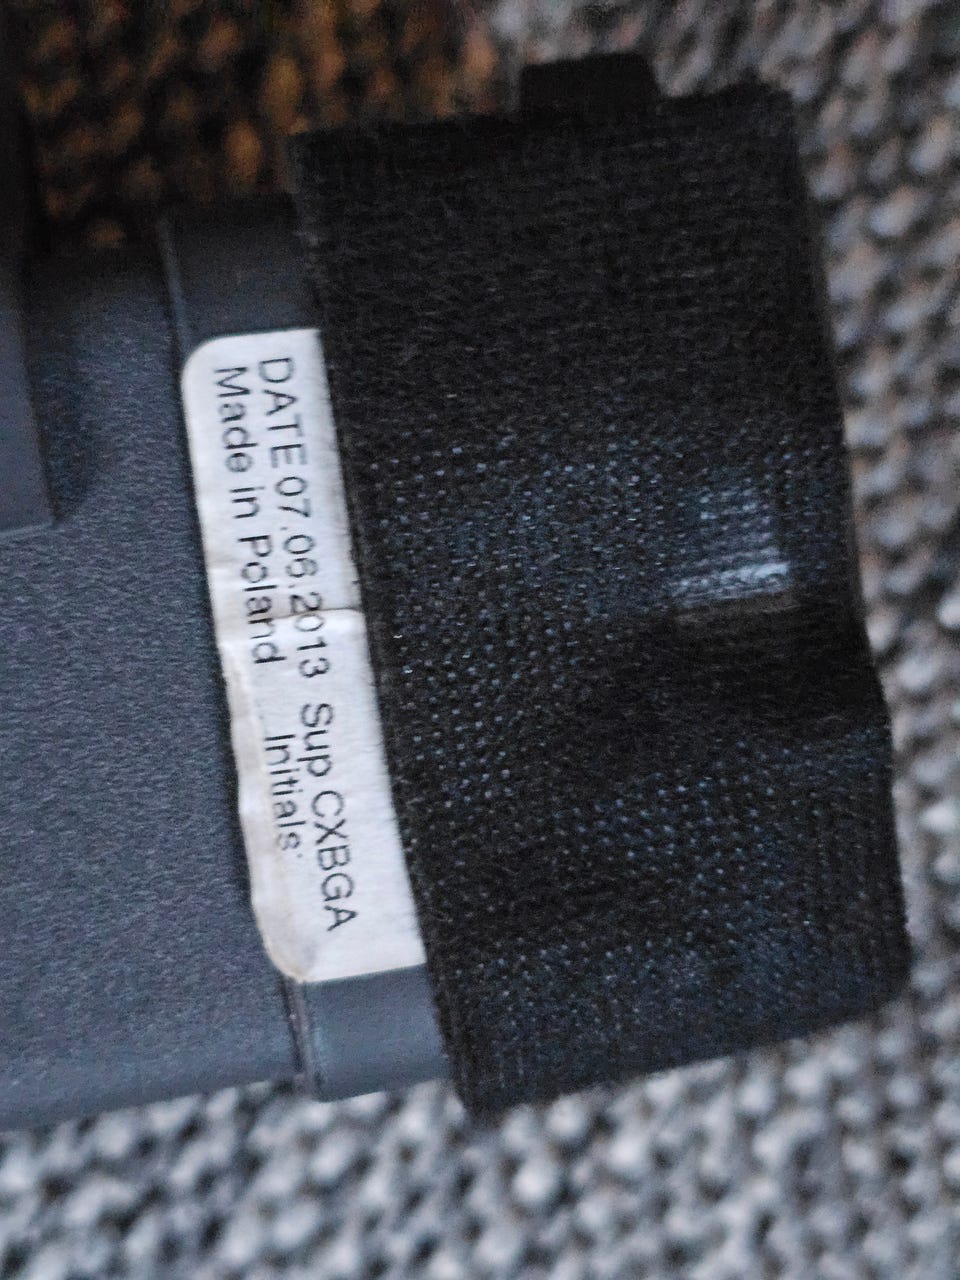 DATE 07.06.2013 Sup CXBGA
Made in Poland Initials